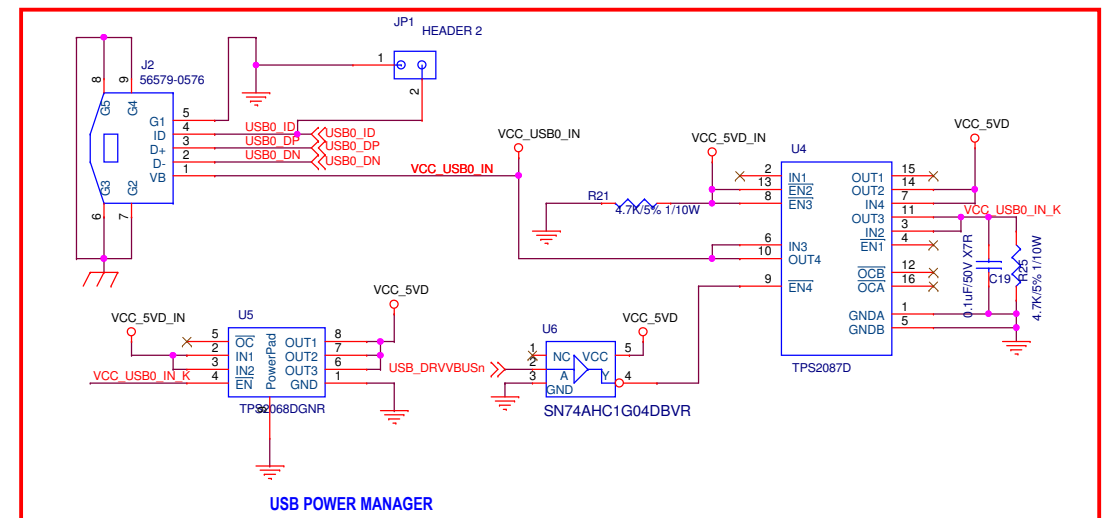 JP1
HEADER 2
1
2
J2
56579-0576
8
9
G5
G4
G1
5
ID
4
D+
3
D-
2
VB
1
G3
G2
6
7
USB0_ID
USB0_DP
USB0_DN
USB0_ID
USB0_DP
USB0_DN
VCC_USB0_IN
VCC_USB0_IN
VCC_5VD_IN
R21
4.7K/5% 1/10W
U4
VCC_5VD
2 IN1
13 EN2
8 EN3
6 IN3
10 OUT4
9 EN4
OUT1 15
OUT2 14
IN4 7
OUT3 11
IN2 3
EN1 4
OCB 12
OCA 16
GNDA 1
GNDB 5
TPS2087D
VCC_USB0_IN_K
0.1uF/50V X7R
C19
R25
4.7K/5% 1/10W
VCC_5VD_IN
VCC_USB0_IN_K
U5
VCC_5VD
5 OC
2 IN1
3 IN2
4 EN
PowerPad
OUT1 8
OUT2 7
OUT3 6
GND 1
TPS2068DGNR
U6
VCC_5VD
USB_DRVVBUSn
1 NC
2 A
3 GND
VCC 5
Y 4
SN74AHC1G04DBVR
USB POWER MANAGER